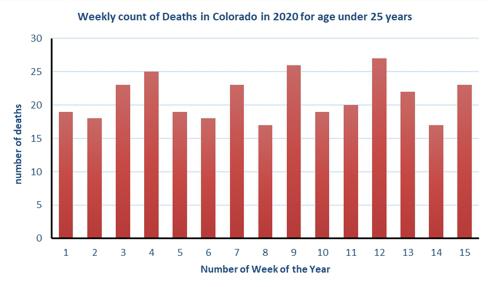 Weekly count of Deaths in Colorado in 2020 for age under 25 years
number of deaths
30
25
20
15
10
5
0
1 2 3 4 5 6 7 8 9 10 11 12 13 14 15
Number of Week of the Year